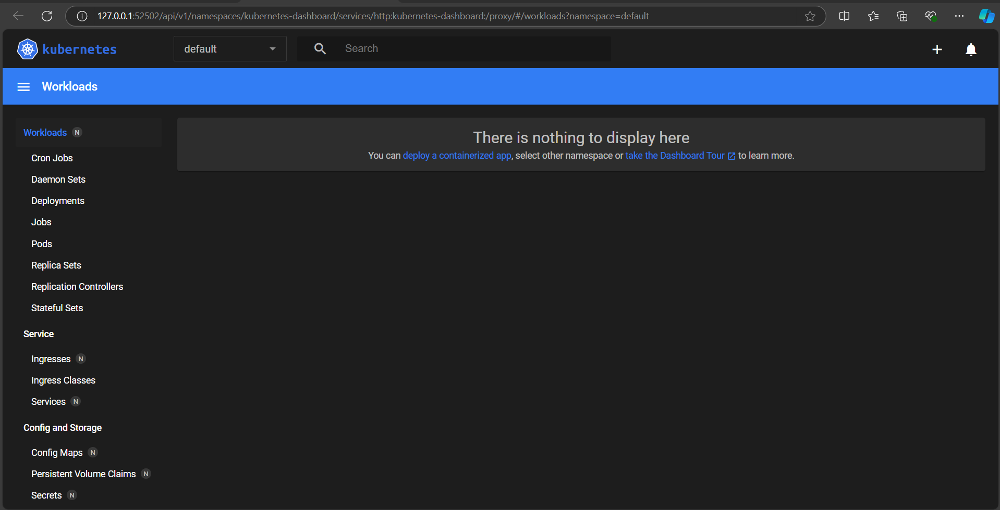 127.0.0.1:52502/api/v1/namespaces/kubernetes-dashboard/services/http:kubernetes-dashboard:/proxy/#/workloads?namespace=default
kubernetes
default
Search
Workloads
Workloads N
There is nothing to display here
You can deploy a containerized app, select other namespace or take the Dashboard Tour to learn more.
Cron Jobs
Daemon Sets
Deployments
Jobs
Pods
Replica Sets
Replication Controllers
Stateful Sets
Service
Ingresses N
Ingress Classes
Services N
Config and Storage
Config Maps N
Persistent Volume Claims N
Secrets N